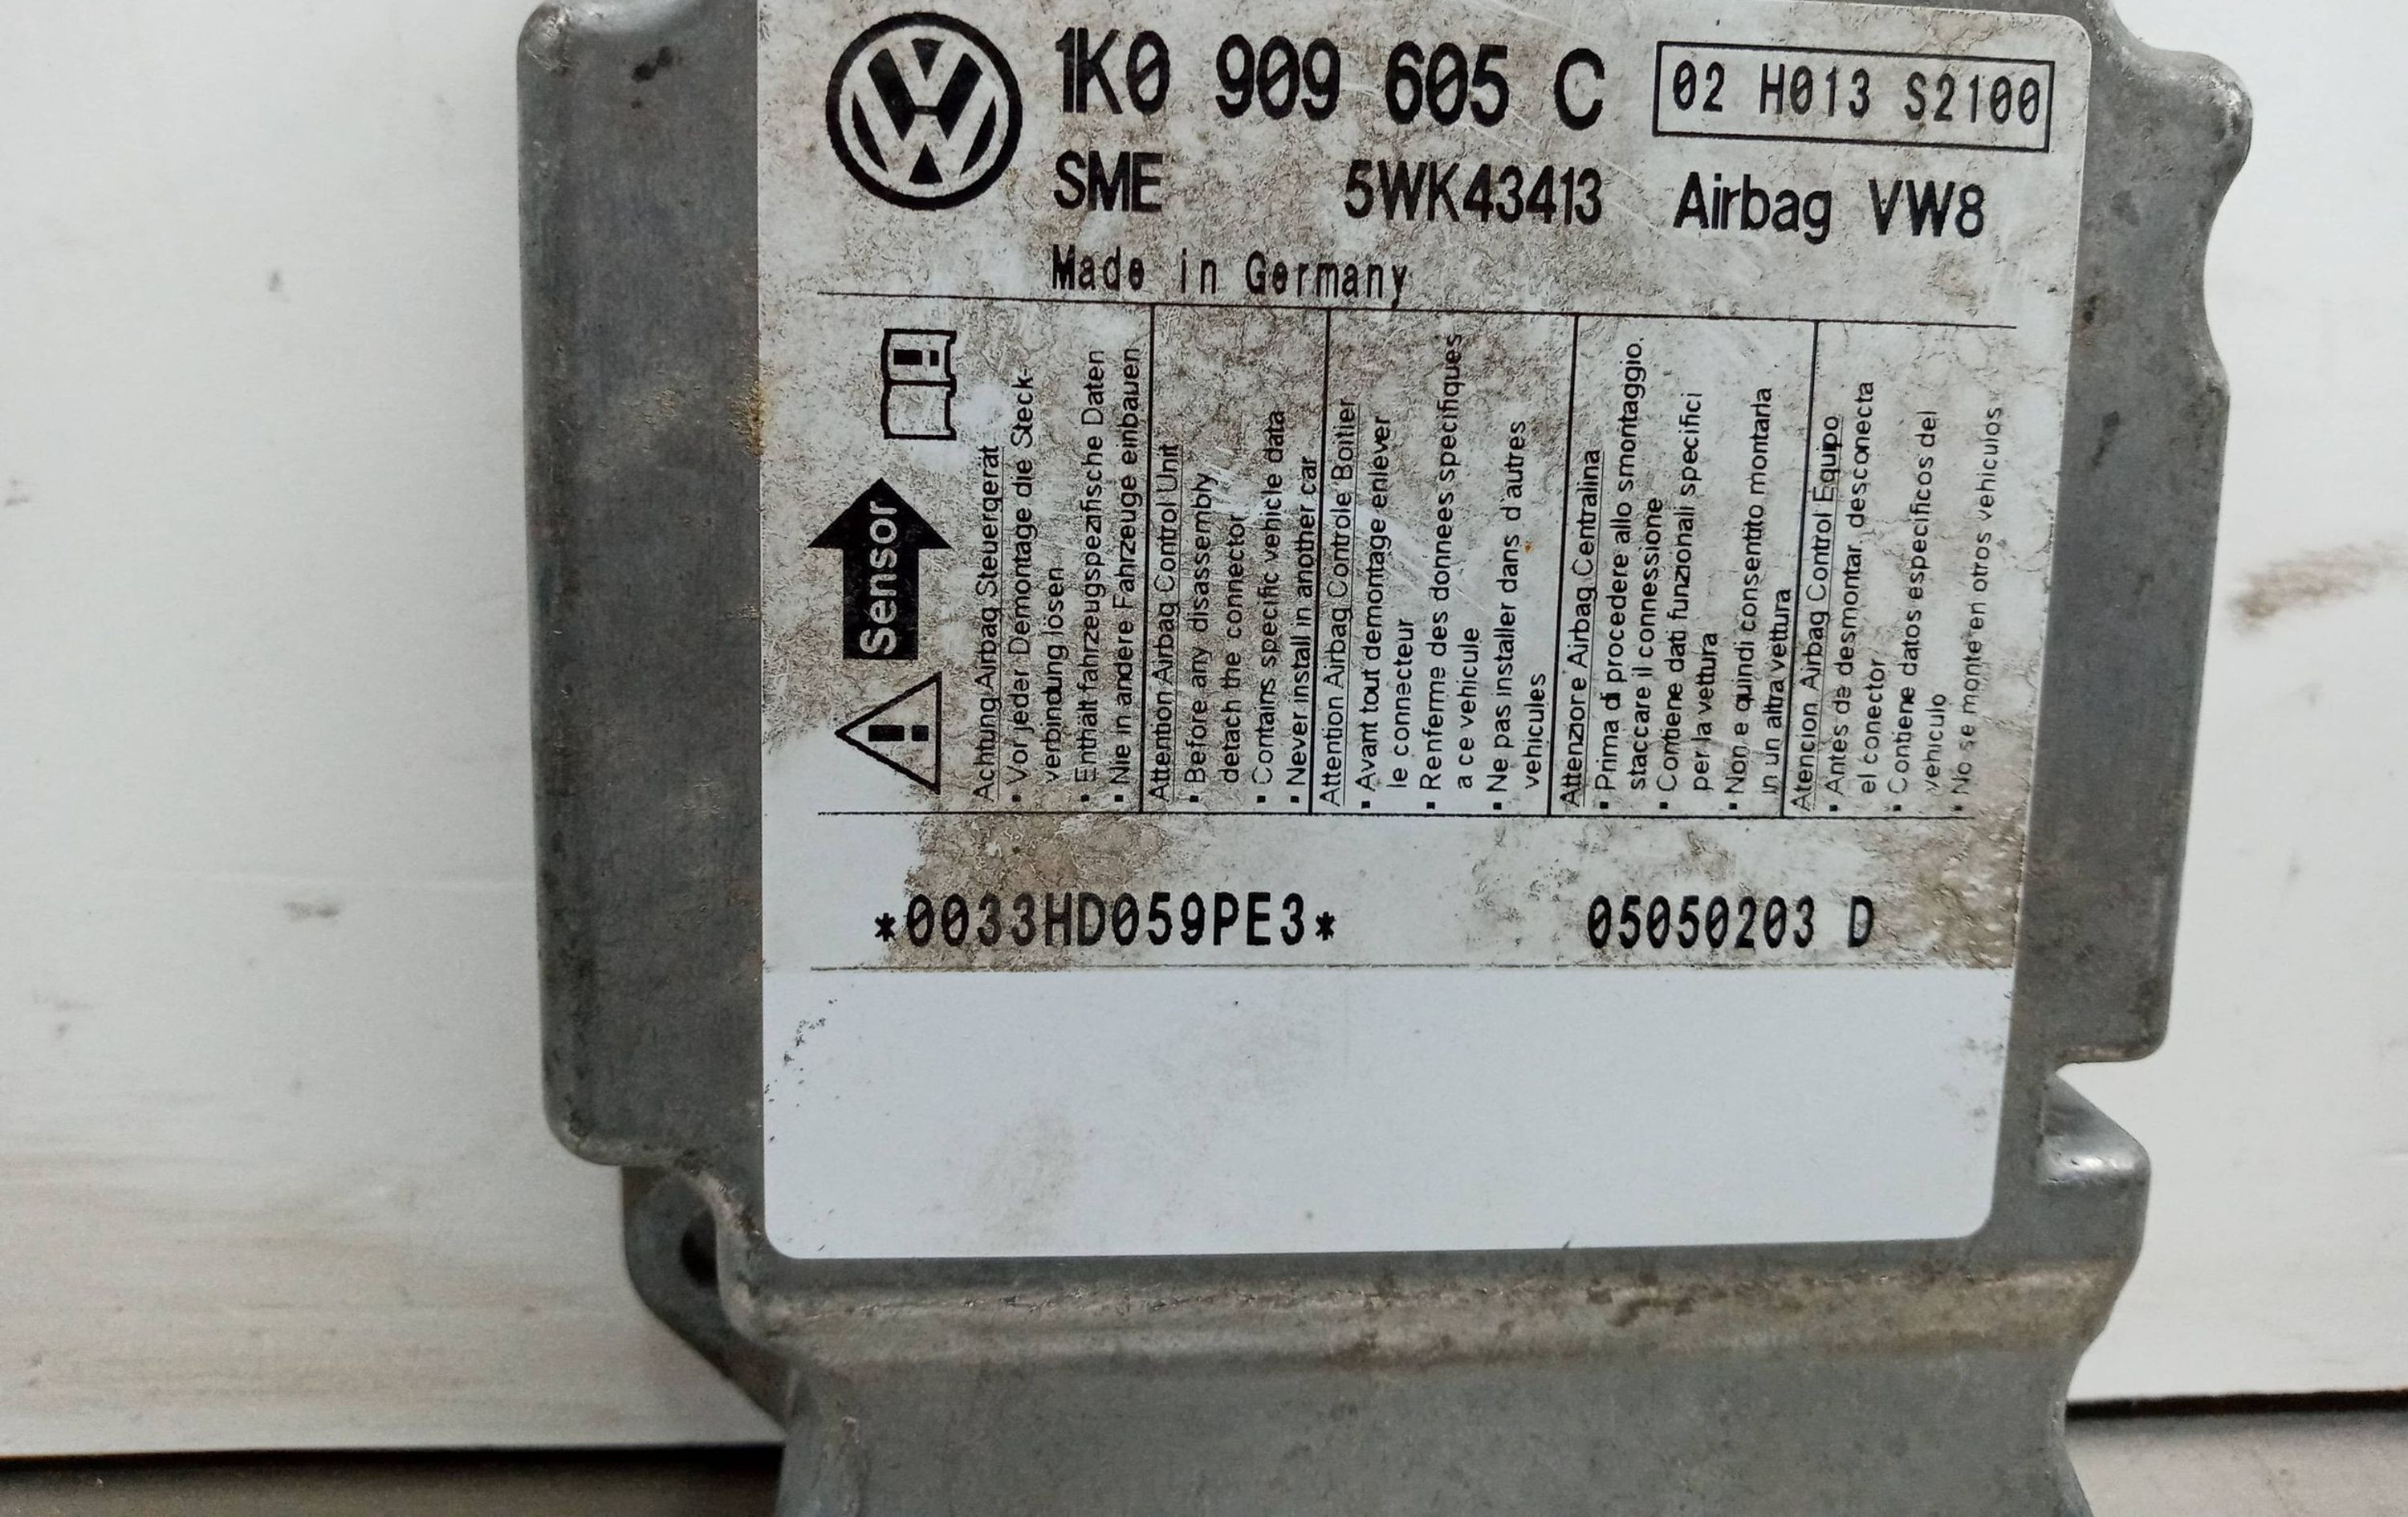 1K0 909 605 C
02 H013 S2100
SME 5WK43413 Airbag VW8
Made in Germany
Sensor
Achtung Airbag Steuergerät
• Vor jeder Demontage die Steck-
verbindung lösen
• Enthält fahrzeugspezifische Daten
• Nie in andere Fahrzeuge einbauen
Attention Airbag Control Unit
• Before any disassembly
detach the connector
• Contains specific vehicle data
• Never install in another car
Attention Airbag Controle Boitier
• Avant tout demontage enlever
le connecteur
• Renferme des donnees specifiques
a ce vehicule
• Ne pas installer dans d'autres
vehicules
Attenzione Airbag Centralina
• Prima di procedere allo smontaggio.
staccare il connessione
• Contiene dati funzionali specifici
per la vettura
• Non e quindi consentito montarla
in un altra vettura
Atencion Airbag Control Equipo
• Antes de desmontar, desconecta
el conector
• Contiene datos especificos del
vehiculo
• No se monte en otros vehiculos
*0033HD059PE3*
05050203 D